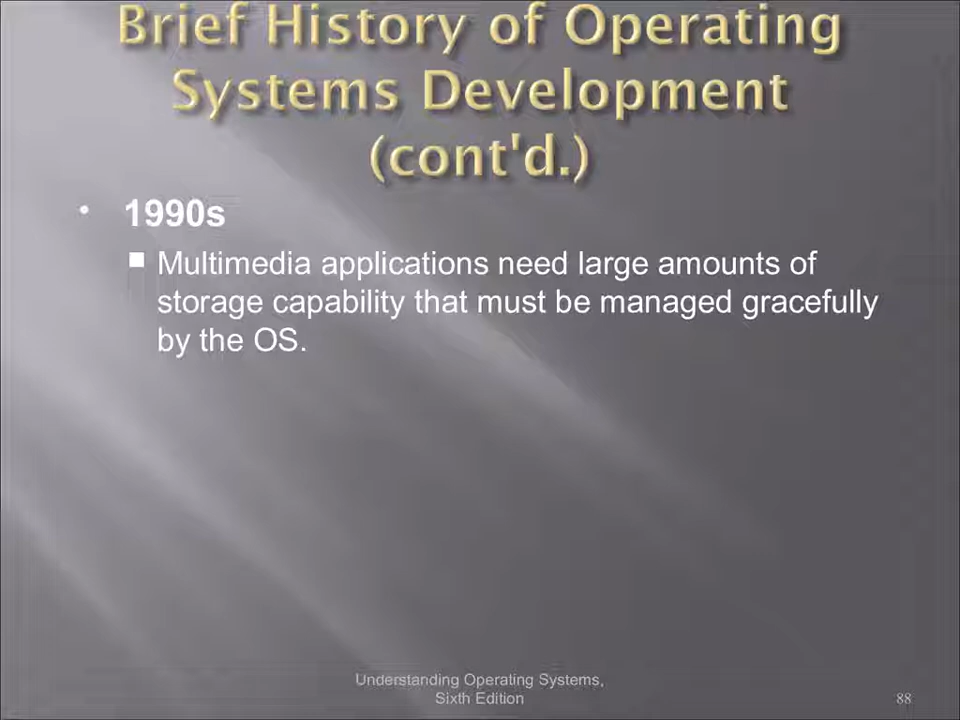 Brief History of Operating
Systems Development
(cont'd.)
• 1990s
■ Multimedia applications need large amounts of
storage capability that must be managed gracefully
by the OS.
Understanding Operating Systems,
Sixth Edition
88